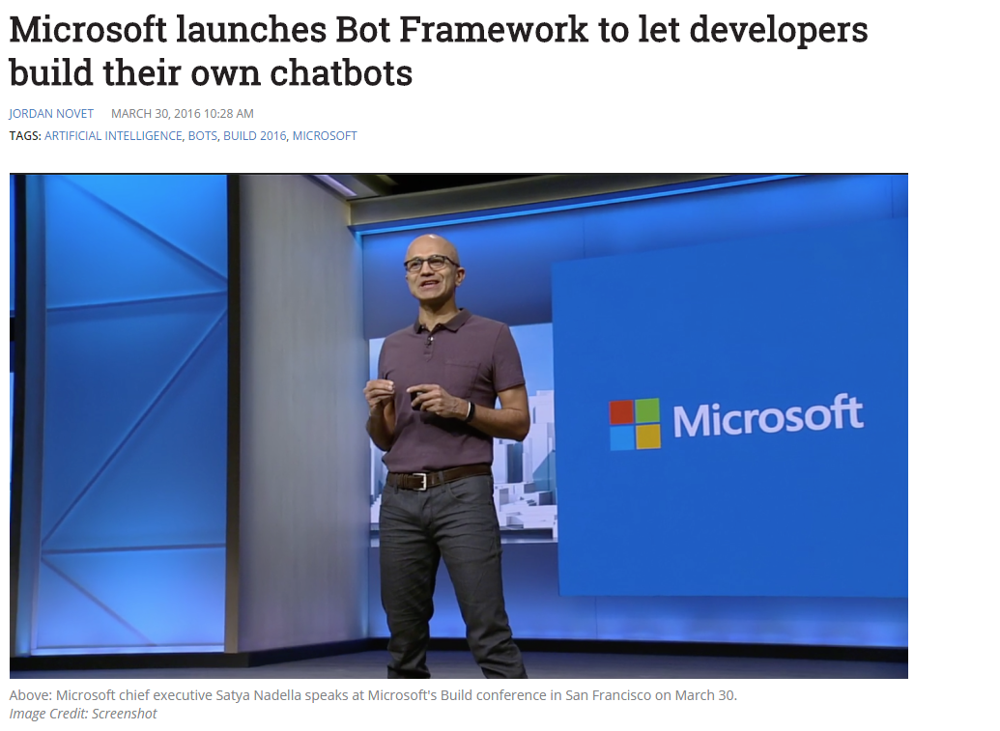 Microsoft launches Bot Framework to let developers
build their own chatbots
JORDAN NOVET MARCH 30, 2016 10:28 AM
TAGS: ARTIFICIAL INTELLIGENCE, BOTS, BUILD 2016, MICROSOFT
Microsoft
Above: Microsoft chief executive Satya Nadella speaks at Microsoft's Build conference in San Francisco on March 30.
Image Credit: Screenshot